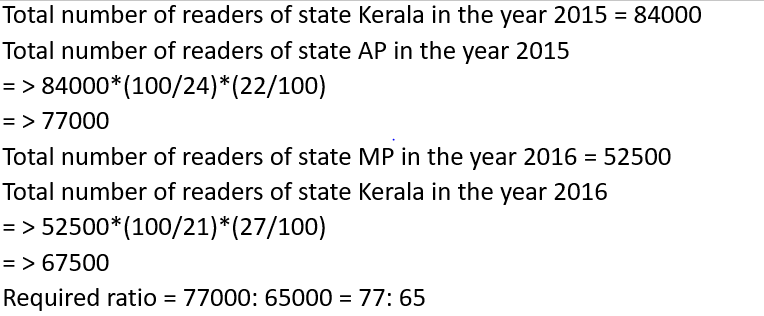 Total number of readers of state Kerala in the year 2015 = 84000
Total number of readers of state AP in the year 2015
= > 84000*(100/24)*(22/100)
= > 77000
Total number of readers of state MP in the year 2016 = 52500
Total number of readers of state Kerala in the year 2016
= > 52500*(100/21)*(27/100)
= > 67500
Required ratio = 77000: 65000 = 77: 65